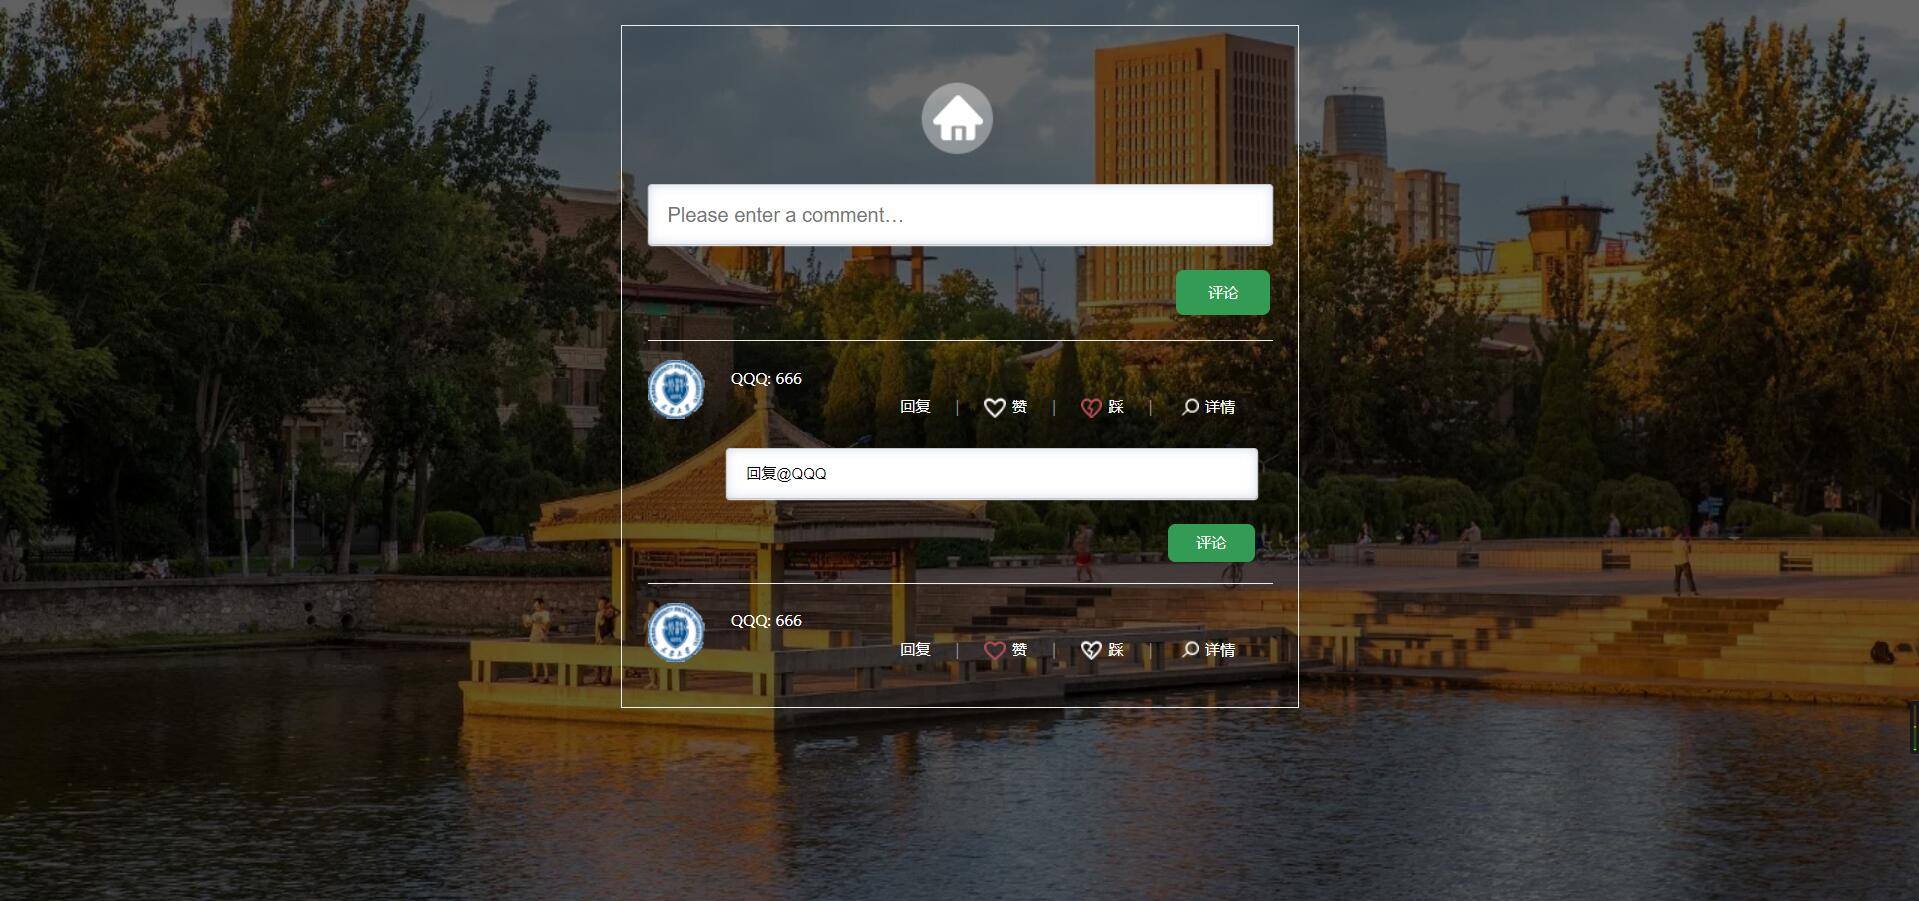 Please enter a comment…
评论
QQQ: 666
回复 | 赞 | 踩 | 详情
回复@QQQ
评论
QQQ: 666
回复 | 赞 | 踩 | 详情